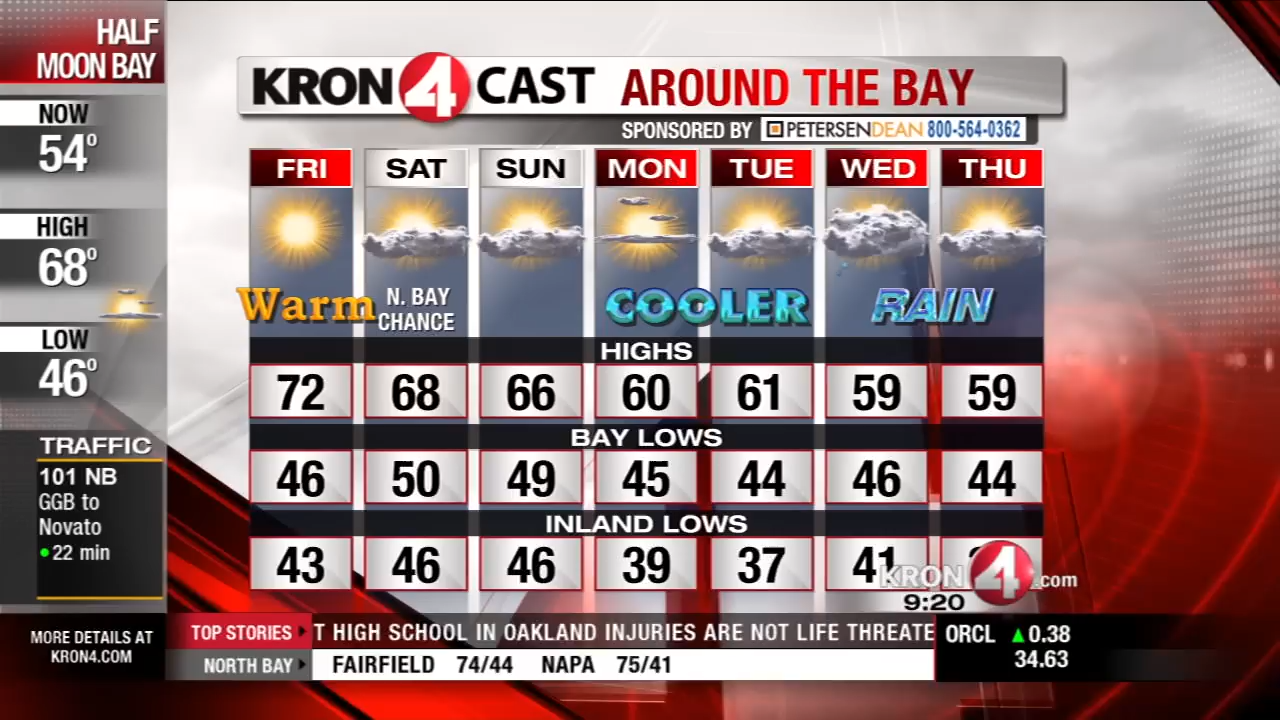 HALF
MOON BAY
NOW
54°
HIGH
68°
LOW
46°
TRAFFIC
101 NB
GGB to
Novato
22 min
MORE DETAILS AT
KRON4.COM
KRON 4 CAST AROUND THE BAY
SPONSORED BY PETERSENDEAN 800-564-0362
FRI SAT SUN MON TUE WED THU
Warm N. BAY CHANCE COOLER RAIN
HIGHS
72 68 66 60 61 59 59
BAY LOWS
46 50 49 45 44 46 44
INLAND LOWS
43 46 46 39 37 41
KRON 4 .com
9:20
TOP STORIES T HIGH SCHOOL IN OAKLAND INJURIES ARE NOT LIFE THREATE
NORTH BAY FAIRFIELD 74/44 NAPA 75/41
ORCL 0.38
34.63